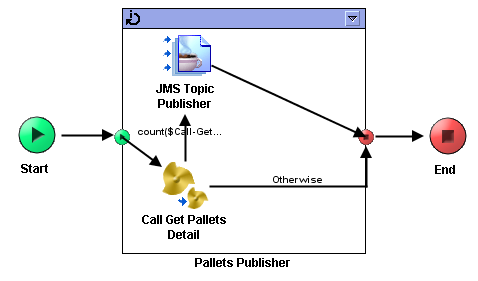 JMS Topic
Publisher
count($Call-Get...
Start
End
Otherwise
Call Get Pallets
Detail
Pallets Publisher